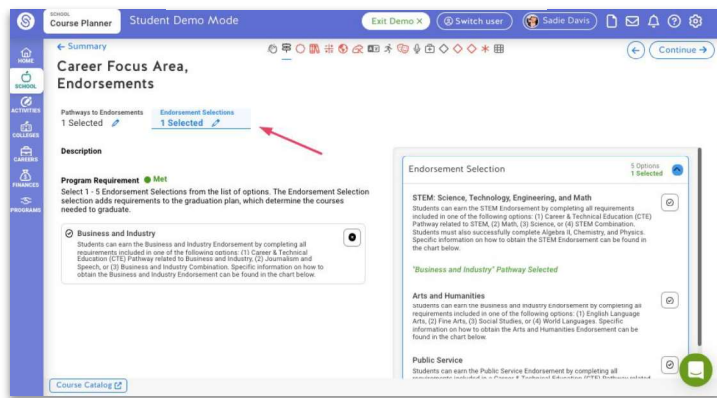 SCHOOL
Course Planner
Student Demo Mode
Exit Demo ×
Switch user
Sadie Davis
HOME
SCHOOL
ACTIVITIES
COLLEGES
CAREERS
FINANCES
PROGRAMS
← Summary
Continue →
Career Focus Area,
Endorsements
Pathways to Endorsements
1 Selected
Endorsement Selections
1 Selected
Description
Program Requirement Met
Select 1 - 5 Endorsement Selections from the list of options. The Endorsement Selection
selection adds requirements to the graduation plan, which determine the courses
needed to graduate.
Business and Industry
Students can earn the Business and Industry Endorsement by completing all
requirements included in one of the following options: (1) Career & Technical
Education (CTE) Pathway related to Business and Industry, (2) Journalism and
Speech, or (3) Business and Industry Combination. Specific information on how to
obtain the Business and Industry Endorsement can be found in the chart below.
Endorsement Selection
5 Options
1 Selected
STEM: Science, Technology, Engineering, and Math
Students can earn the STEM Endorsement by completing all requirements
included in one of the following options: (1) Career & Technical Education (CTE)
Pathway related to STEM, (2) Math, (3) Science, or (4) STEM Combination.
Students must also successfully complete Algebra II, Chemistry, and Physics.
Specific information on how to obtain the STEM Endorsement can be found in
the chart below.
"Business and Industry" Pathway Selected
Arts and Humanities
Students can earn the Business and Industry Endorsement by completing all
requirements included in one of the following options: (1) English Language
Arts, (2) Fine Arts, (3) Social Studies, or (4) World Languages. Specific
information on how to obtain the Arts and Humanities Endorsement can be
found in the chart below.
Public Service
Students can earn the Public Service Endorsement by completing all
requirements included in a Career & Technical Education (CTE) Pathway related
Course Catalog